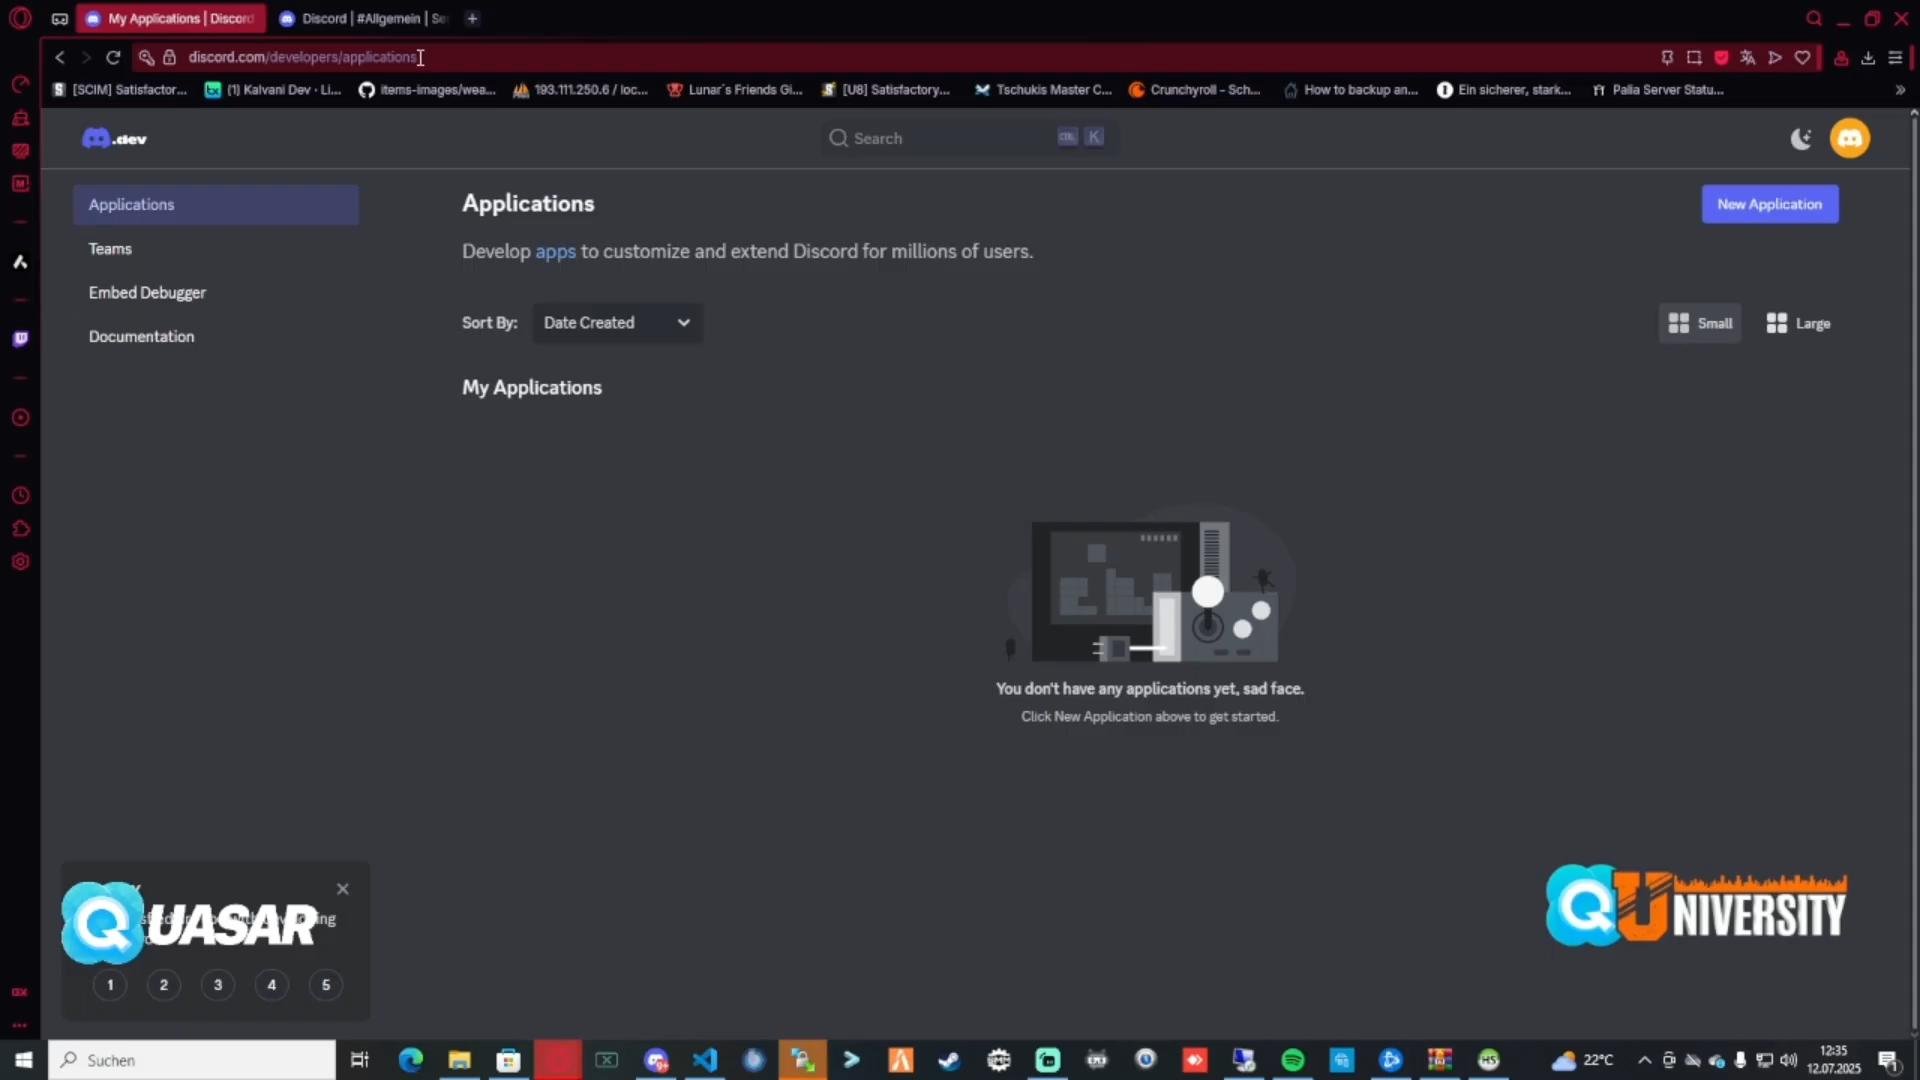 My Applications | Discord
Discord | #Allgemein | Se
discord.com/developers/applications
[SCIM] Satisfactor...
(1) Kalvani Dev · Li...
items-images/wea...
193.111.250.6 / loc...
Lunar´s Friends Gi...
[U8] Satisfactory...
Tschukis Master C...
Crunchyroll - Sch...
How to backup an...
Ein sicherer, stark...
Palia Server Statu...
.dev
Search
CTRL K
Applications
Teams
Embed Debugger
Documentation
Applications
New Application
Develop apps to customize and extend Discord for millions of users.
Sort By:
Date Created
Small
Large
My Applications
You don't have any applications yet, sad face.
Click New Application above to get started.
QUASAR
1 2 3 4 5
QUNIVERSITY
GX
Suchen
22°C
12:35
12.07.2025